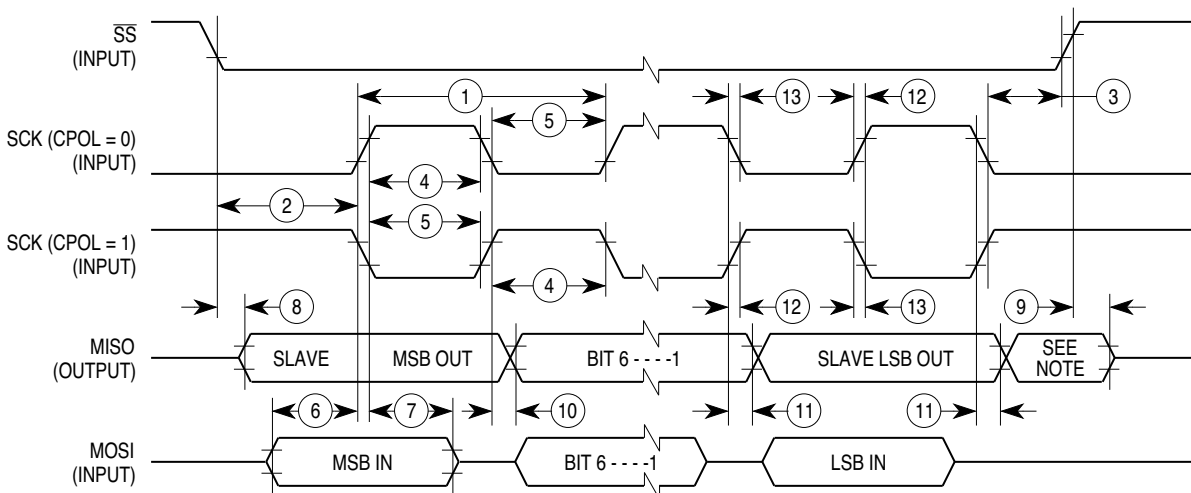 SS
(INPUT)
1
13
12
3
5
SCK (CPOL = 0)
(INPUT)
4
2
5
SCK (CPOL = 1)
(INPUT)
4
8
12
13
9
MISO
(OUTPUT)
SLAVE
MSB OUT
BIT 6 - - - -1
SLAVE LSB OUT
SEE
NOTE
6
7
10
11
11
MOSI
(INPUT)
MSB IN
BIT 6 - - - -1
LSB IN